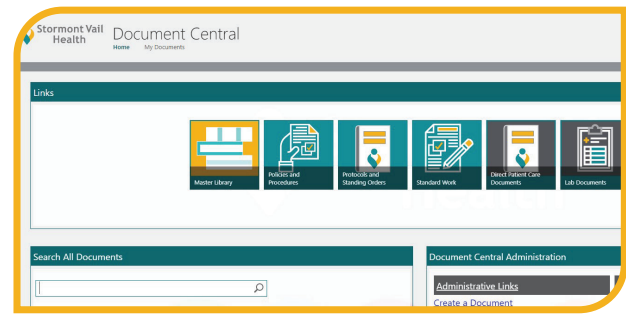 Stormont Vail
Health
Document Central
Home My Documents
Links
Master Library
Policies and
Procedures
Protocols and
Standing Orders
Standard Work
Direct Patient Care
Documents
Lab Documents
Search All Documents
Document Central Administration
Administrative Links
Create a Document